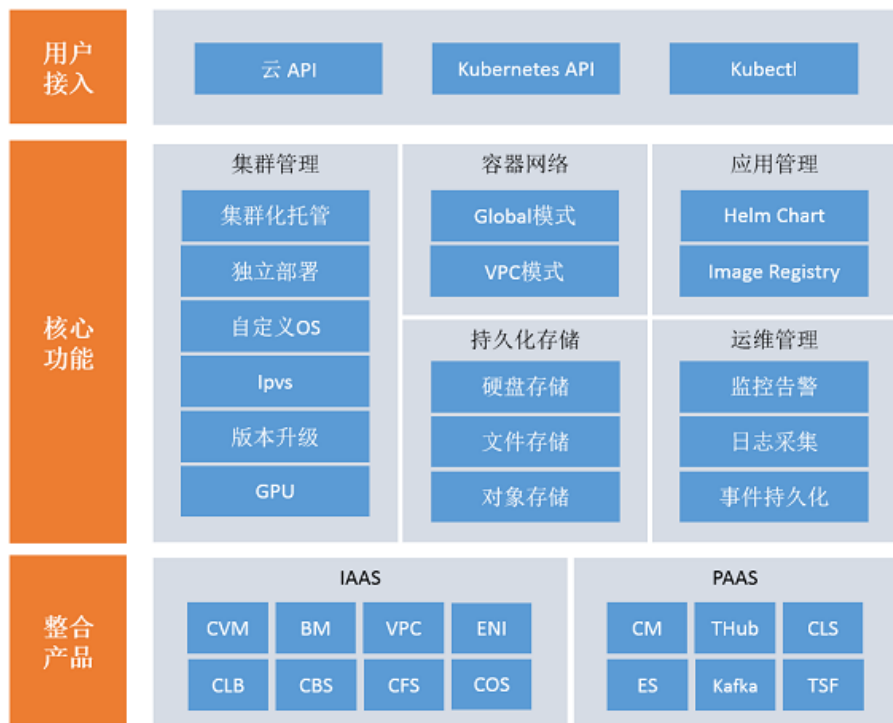 用户
接入
云 API
Kubernetes API
Kubectl
核心
功能
集群管理
集群化托管
独立部署
自定义OS
Ipvs
版本升级
GPU
容器网络
Global模式
VPC模式
应用管理
Helm Chart
Image Registry
持久化存储
硬盘存储
文件存储
对象存储
运维管理
监控告警
日志采集
事件持久化
整合
产品
IAAS
CVM
BM
VPC
ENI
CLB
CBS
CFS
COS
PAAS
CM
THub
CLS
ES
Kafka
TSF